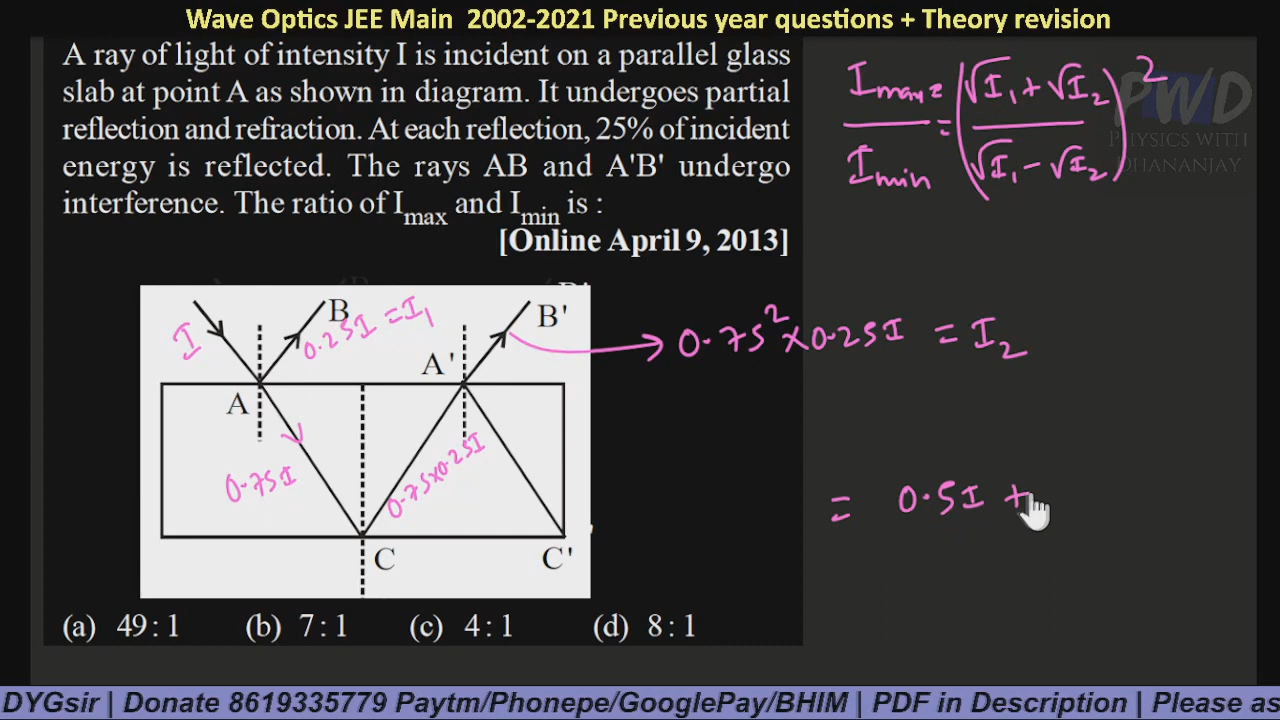 Wave Optics JEE Main 2002-2021 Previous year questions + Theory revision
A ray of light of intensity I is incident on a parallel glass
slab at point A as shown in diagram. It undergoes partial
reflection and refraction. At each reflection, 25% of incident
energy is reflected. The rays AB and A'B' undergo
interference. The ratio of Imax and Imin is :
[Online April 9, 2013]
Imax = (√I1 + √I2)²
Imin (√I1 - √I2)
PWD
PHYSICS WITH
DHANANJAY
I
B
0.25I = I1
B'
A'
0.75² × 0.25I = I2
A
0.75I
0.75×0.25I
C
C'
= 0.5I +
(a) 49 : 1 (b) 7 : 1 (c) 4 : 1 (d) 8 : 1
DYGsir | Donate 8619335779 Paytm/Phonepe/GooglePay/BHIM | PDF in Description | Please as